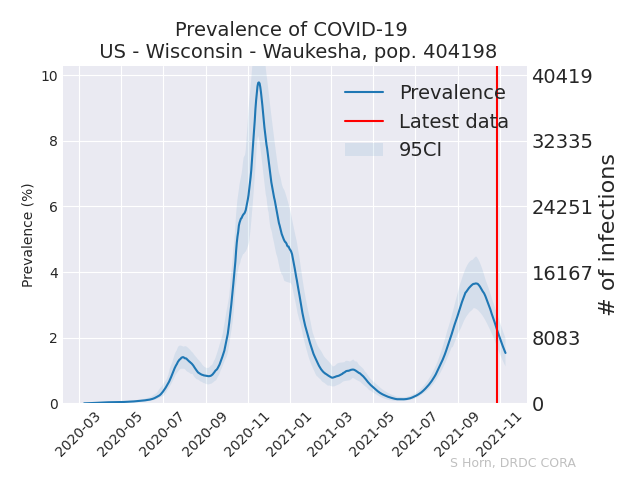 Prevalence of COVID-19
US - Wisconsin - Waukesha, pop. 404198
Prevalence (%)
10
8
6
4
2
0
40419
32335
24251
16167
8083
0
# of infections
Prevalence
Latest data
95CI
2020-03
2020-05
2020-07
2020-09
2020-11
2021-01
2021-03
2021-05
2021-07
2021-09
2021-11
S Horn, DRDC CORA